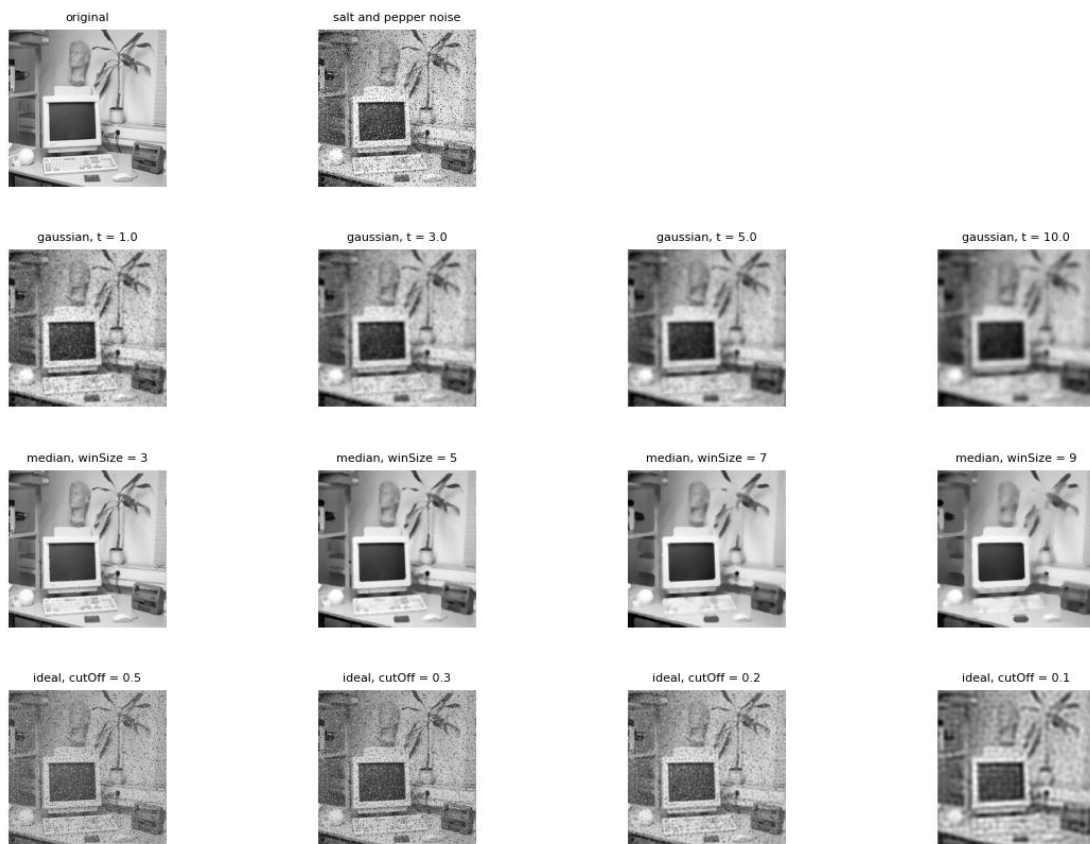 original
salt and pepper noise
gaussian, t = 1.0
gaussian, t = 3.0
gaussian, t = 5.0
gaussian, t = 10.0
median, winSize = 3
median, winSize = 5
median, winSize = 7
median, winSize = 9
ideal, cutOff = 0.5
ideal, cutOff = 0.3
ideal, cutOff = 0.2
ideal, cutOff = 0.1